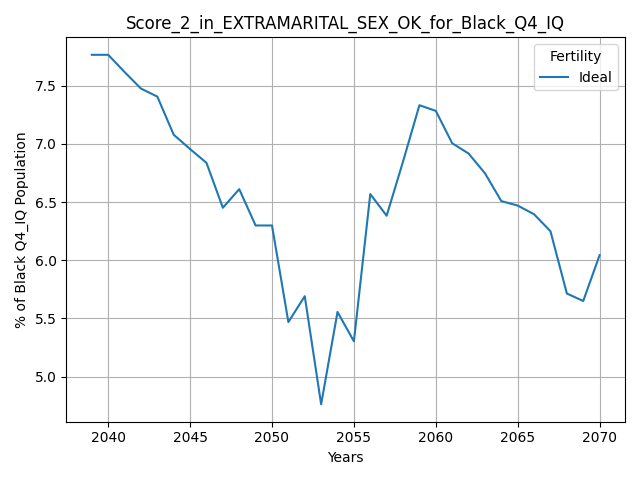 Score_2_in_EXTRAMARITAL_SEX_OK_for_Black_Q4_IQ
Fertility
Ideal
% of Black Q4_IQ Population
7.5
7.0
6.5
6.0
5.5
5.0
2040 2045 2050 2055 2060 2065 2070
Years